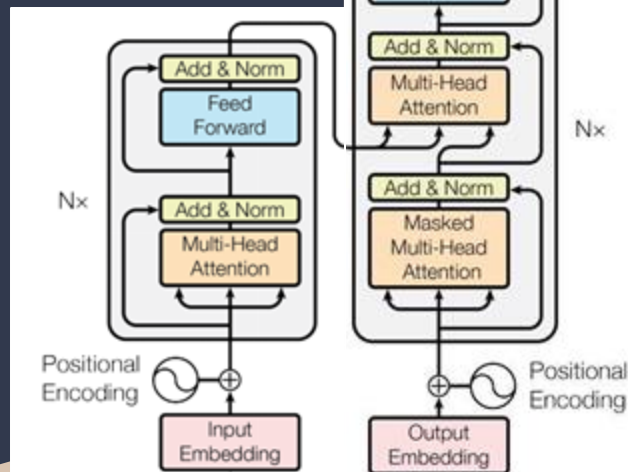 Add & Norm
Feed
Forward
Nx
Add & Norm
Multi-Head
Attention
Positional
Encoding
Input
Embedding
Add & Norm
Multi-Head
Attention
Nx
Add & Norm
Masked
Multi-Head
Attention
Positional
Encoding
Output
Embedding